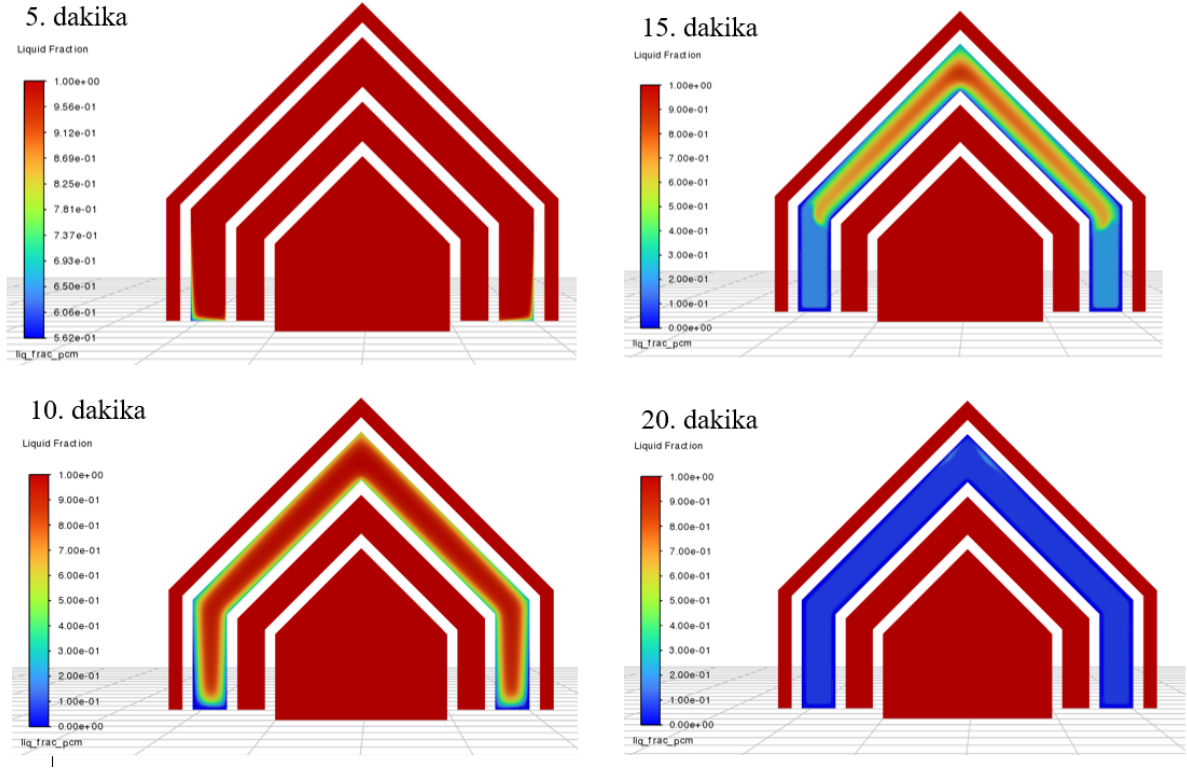 5. dakika
Liquid Fraction
1.00e+00
9.56e-01
9.12e-01
8.69e-01
8.25e-01
7.81e-01
7.37e-01
6.93e-01
6.50e-01
6.06e-01
5.62e-01
liq_frac_pcm
15. dakika
Liquid Fraction
1.00e+00
9.00e-01
8.00e-01
7.00e-01
6.00e-01
5.00e-01
4.00e-01
3.00e-01
2.00e-01
1.00e-01
0.00e+00
liq_frac_pcm
10. dakika
Liquid Fraction
1.00e+00
9.00e-01
8.00e-01
7.00e-01
6.00e-01
5.00e-01
4.00e-01
3.00e-01
2.00e-01
1.00e-01
0.00e+00
liq_frac_pcm
20. dakika
Liquid Fraction
1.00e+00
9.00e-01
8.00e-01
7.00e-01
6.00e-01
5.00e-01
4.00e-01
3.00e-01
2.00e-01
1.00e-01
0.00e+00
liq_frac_pcm